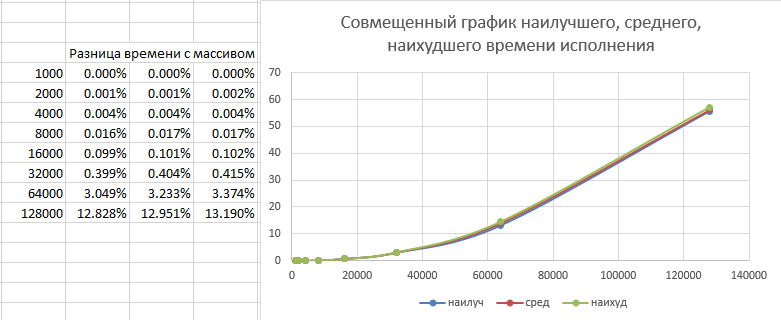 Разница времени с массивом
1000 0.000% 0.000% 0.000%
2000 0.001% 0.001% 0.002%
4000 0.004% 0.004% 0.004%
8000 0.016% 0.017% 0.017%
16000 0.099% 0.101% 0.102%
32000 0.399% 0.404% 0.415%
64000 3.049% 3.233% 3.374%
128000 12.828% 12.951% 13.190%
Совмещенный график наилучшего, среднего,
наихудшего времени исполнения
70
60
50
40
30
20
10
0
0 20000 40000 60000 80000 100000 120000 140000
наилуч сред наихуд